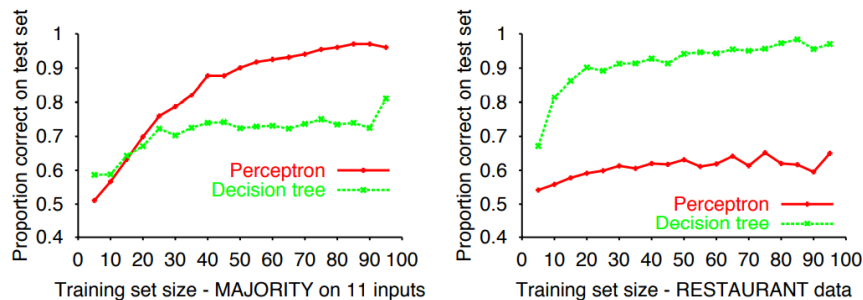 Proportion correct on test set
1
0.9
0.8
0.7
0.6
0.5
0.4
Perceptron
Decision tree
0 10 20 30 40 50 60 70 80 90 100
Training set size - MAJORITY on 11 inputs
Proportion correct on test set
1
0.9
0.8
0.7
0.6
0.5
0.4
Perceptron
Decision tree
0 10 20 30 40 50 60 70 80 90 100
Training set size - RESTAURANT data